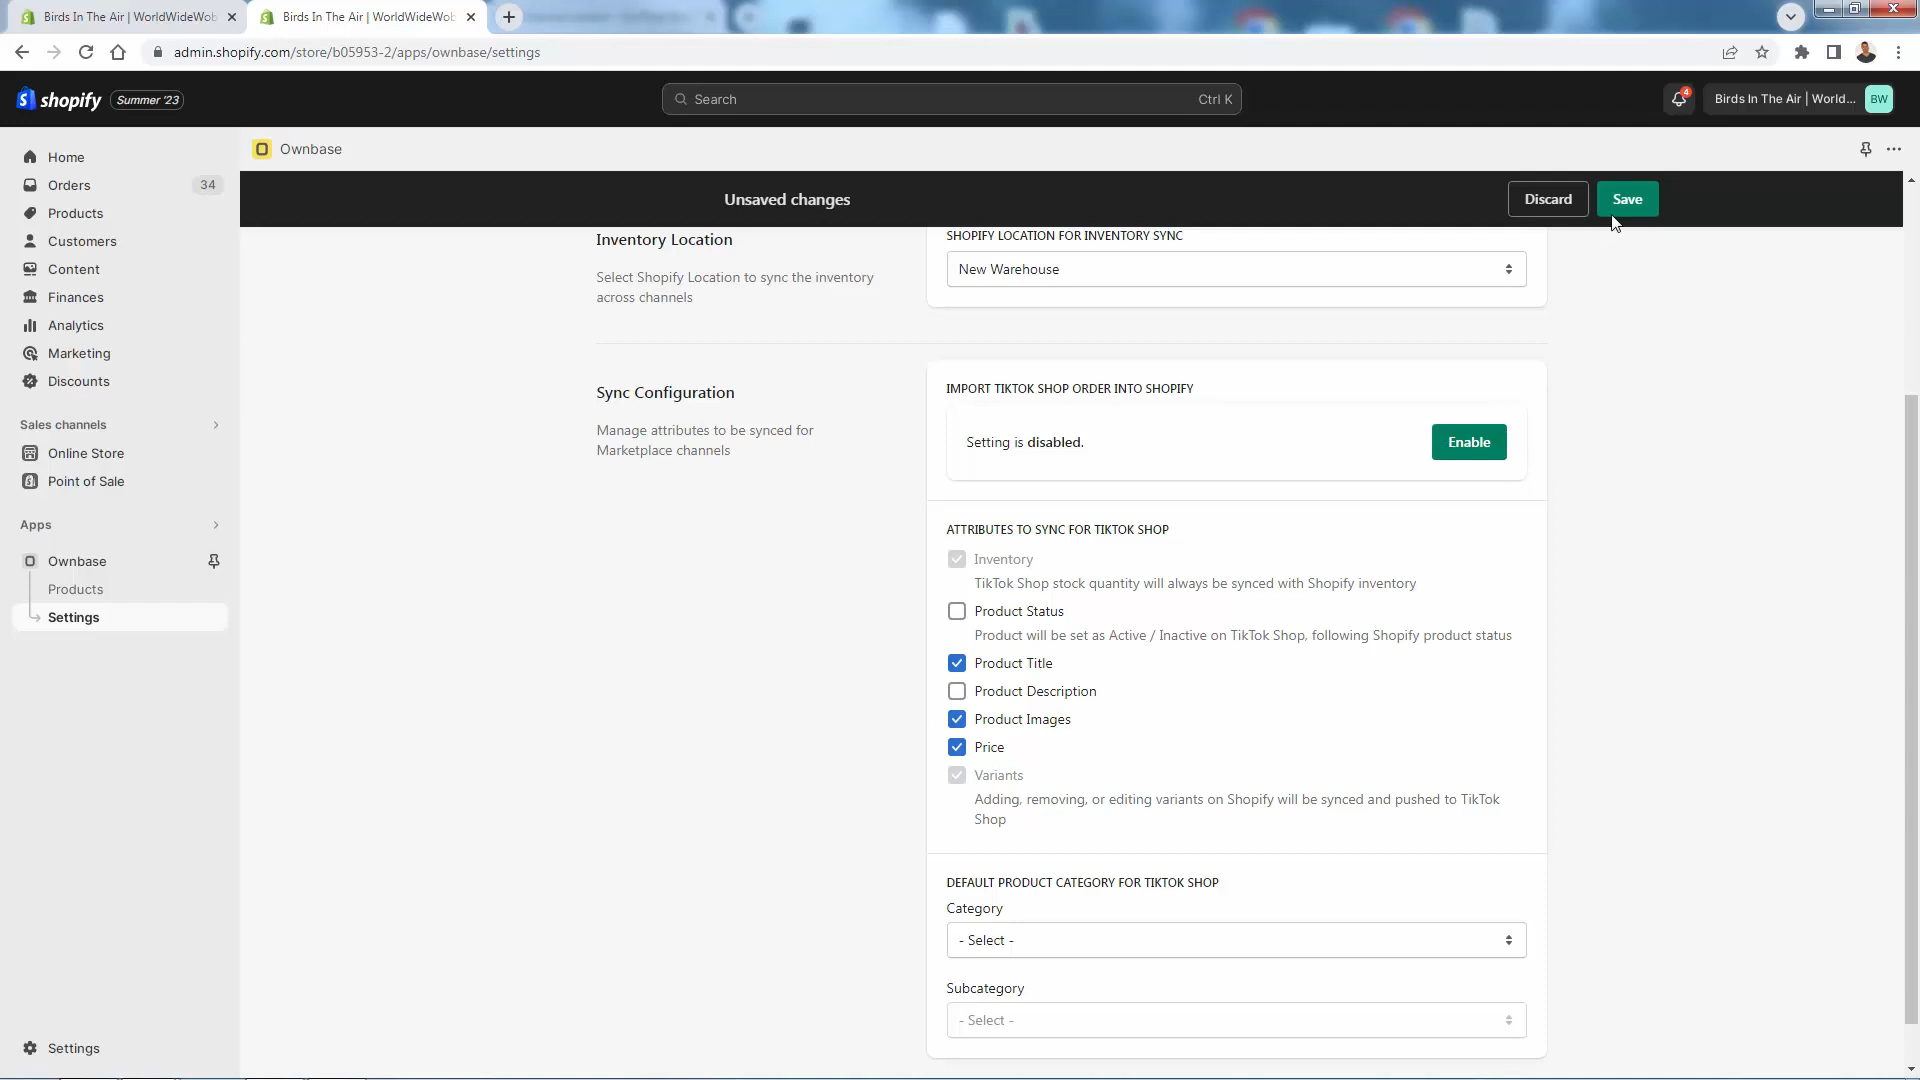 Birds In The Air | WorldWideWob
Birds In The Air | WorldWideWob
admin.shopify.com/store/b05953-2/apps/ownbase/settings
shopify
Summer '23
Search
Ctrl K
4
Birds In The Air | World...
BW
Home
Orders
34
Products
Customers
Content
Finances
Analytics
Marketing
Discounts
Sales channels
Online Store
Point of Sale
Apps
Ownbase
Products
Settings
Settings
Ownbase
Unsaved changes
Discard
Save
Inventory Location
Select Shopify Location to sync the inventory
across channels
SHOPIFY LOCATION FOR INVENTORY SYNC
New Warehouse
Sync Configuration
Manage attributes to be synced for
Marketplace channels
IMPORT TIKTOK SHOP ORDER INTO SHOPIFY
Setting is disabled.
Enable
ATTRIBUTES TO SYNC FOR TIKTOK SHOP
Inventory
TikTok Shop stock quantity will always be synced with Shopify inventory
Product Status
Product will be set as Active / Inactive on TikTok Shop, following Shopify product status
Product Title
Product Description
Product Images
Price
Variants
Adding, removing, or editing variants on Shopify will be synced and pushed to TikTok
Shop
DEFAULT PRODUCT CATEGORY FOR TIKTOK SHOP
Category
- Select -
Subcategory
- Select -